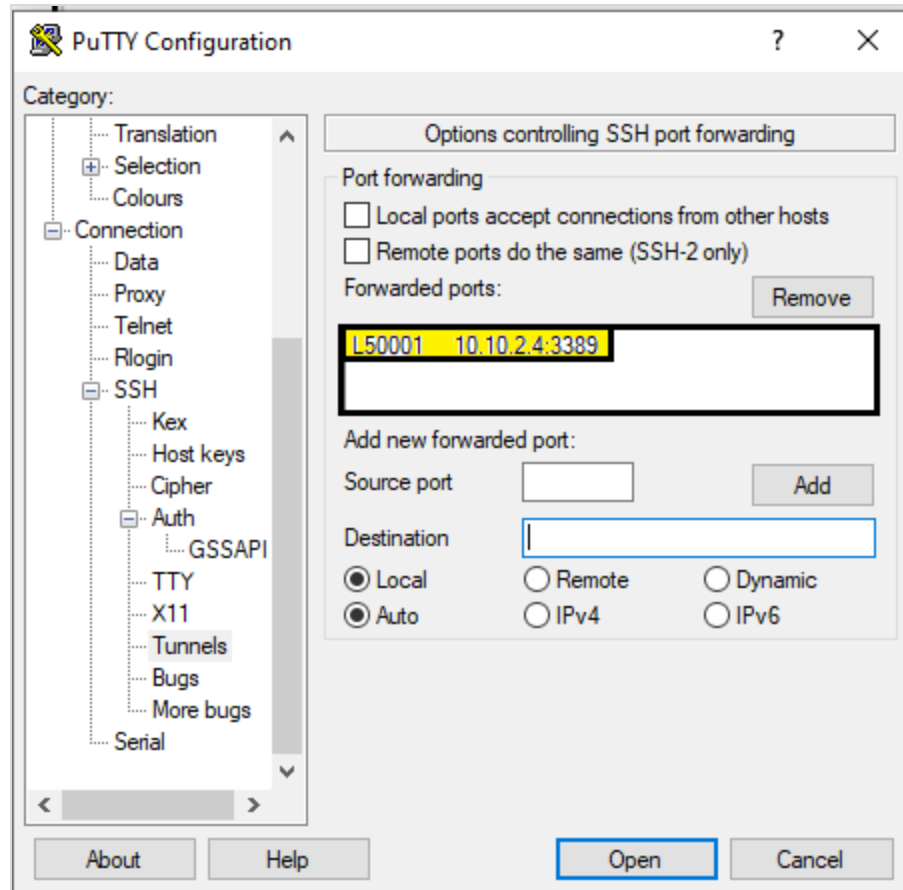 PuTTY Configuration
?
Category:
Translation
Selection
Colours
Connection
Data
Proxy
Telnet
Rlogin
SSH
Kex
Host keys
Cipher
Auth
GSSAPI
TTY
X11
Tunnels
Bugs
More bugs
Serial
Options controlling SSH port forwarding
Port forwarding
Local ports accept connections from other hosts
Remote ports do the same (SSH-2 only)
Forwarded ports:
Remove
L50001 10.10.2.4:3389
Add new forwarded port:
Source port
Add
Destination
Local Remote Dynamic
Auto IPv4 IPv6
About Help Open Cancel